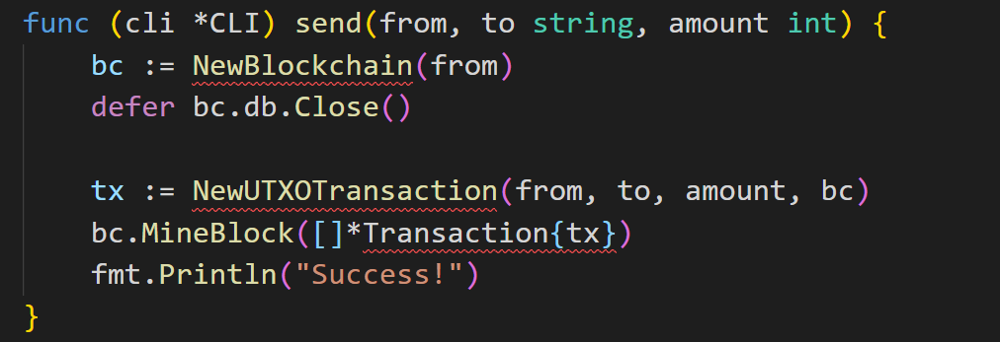 func (cli *CLI) send(from, to string, amount int) {
    bc := NewBlockchain(from)
    defer bc.db.Close()

    tx := NewUTXOTransaction(from, to, amount, bc)
    bc.MineBlock([]*Transaction{tx})
    fmt.Println("Success!")
}